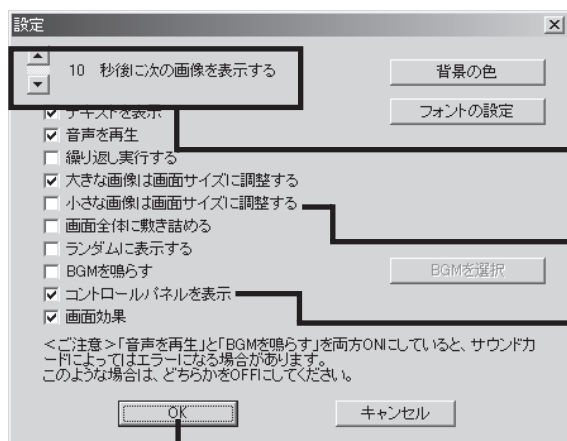 設定
10 秒後に次の画像を表示する
背景の色
テキストを表示
フォントの設定
音声を再生
繰り返し実行する
大きな画像は画面サイズに調整する
小さな画像は画面サイズに調整する
画面全体に敷き詰める
ランダムに表示する
BGMを鳴らす
BGMを選択
コントロールパネルを表示
画面効果
<ご注意>「音声を再生」と「BGMを鳴らす」を両方ONにしていると、サウンドカ
ードによってはエラーになる場合があります。
このような場合は、どちらかをOFFにしてください。
OK
キャンセル